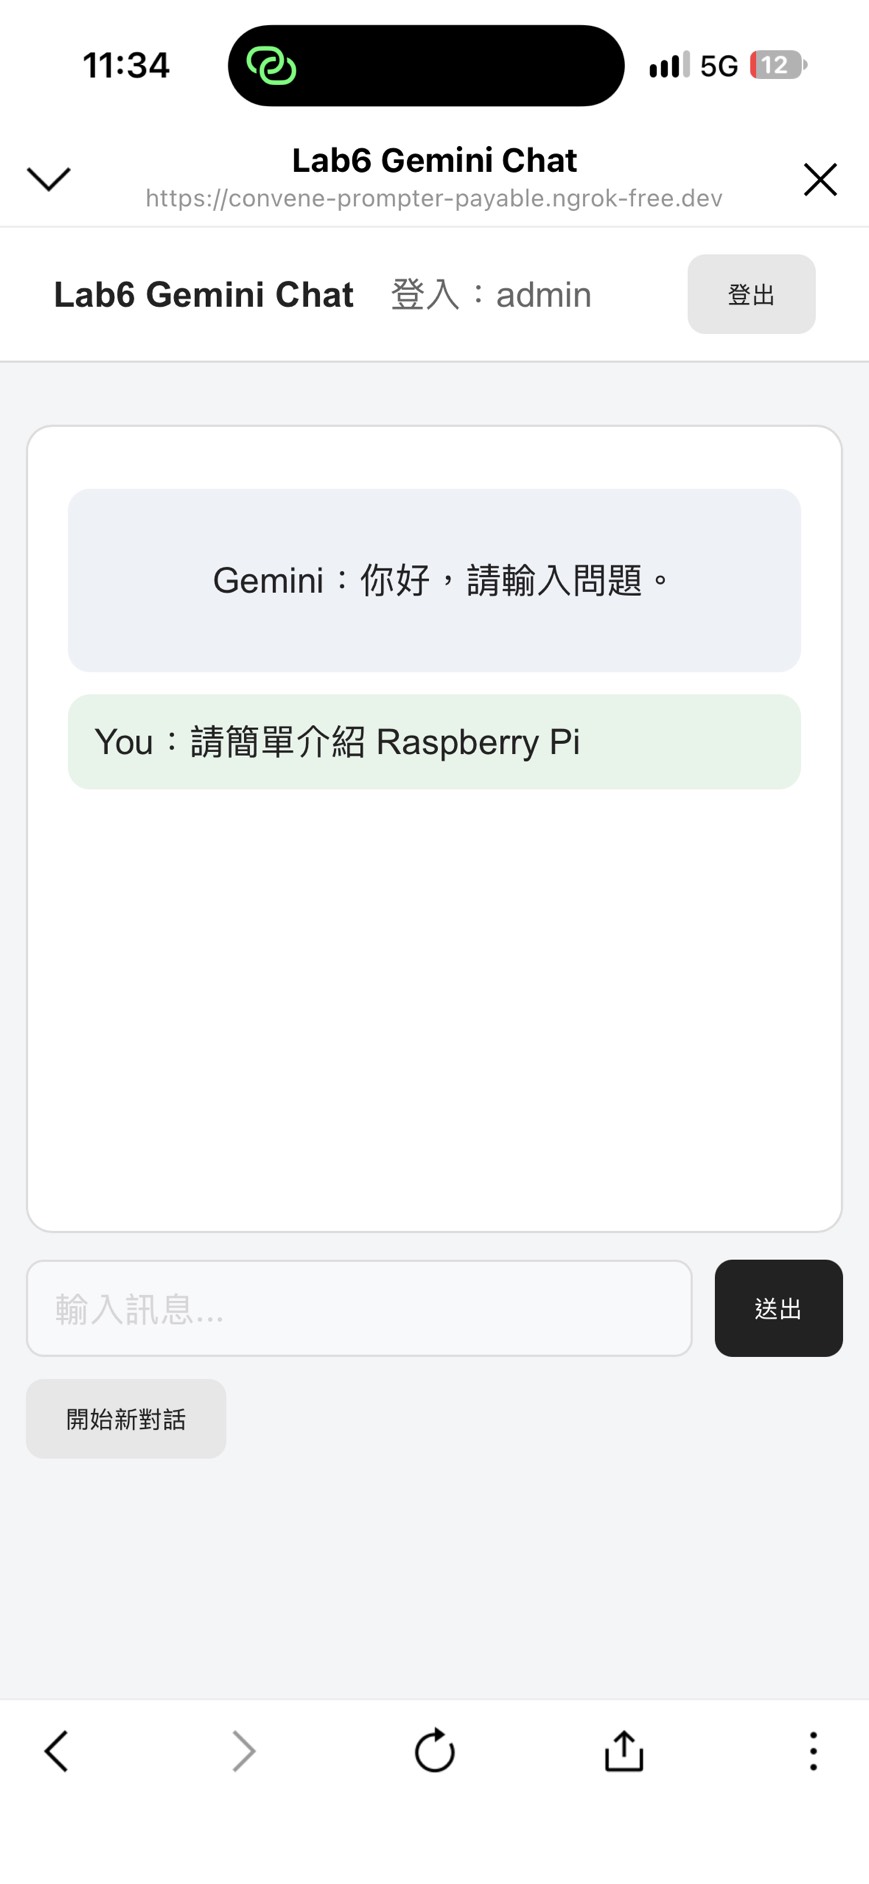 11:34
5G
12
Lab6 Gemini Chat
https://convene-prompter-payable.ngrok-free.dev
Lab6 Gemini Chat 登入：admin 登出
Gemini：你好，請輸入問題。
You：請簡單介紹 Raspberry Pi
輸入訊息... 送出
開始新對話